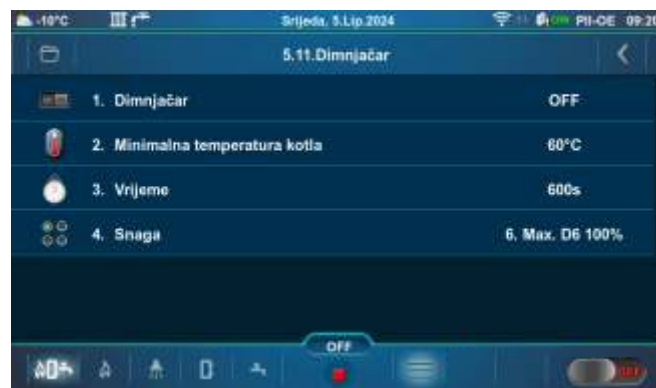 -10°C Srijeda, 5.Lip.2024 PII-OE 09:20
5.11.Dimnjačar
1. Dimnjačar OFF
2. Minimalna temperatura kotla 60°C
3. Vrijeme 600s
4. Snaga 6. Max. D6 100%
OFF
OFF